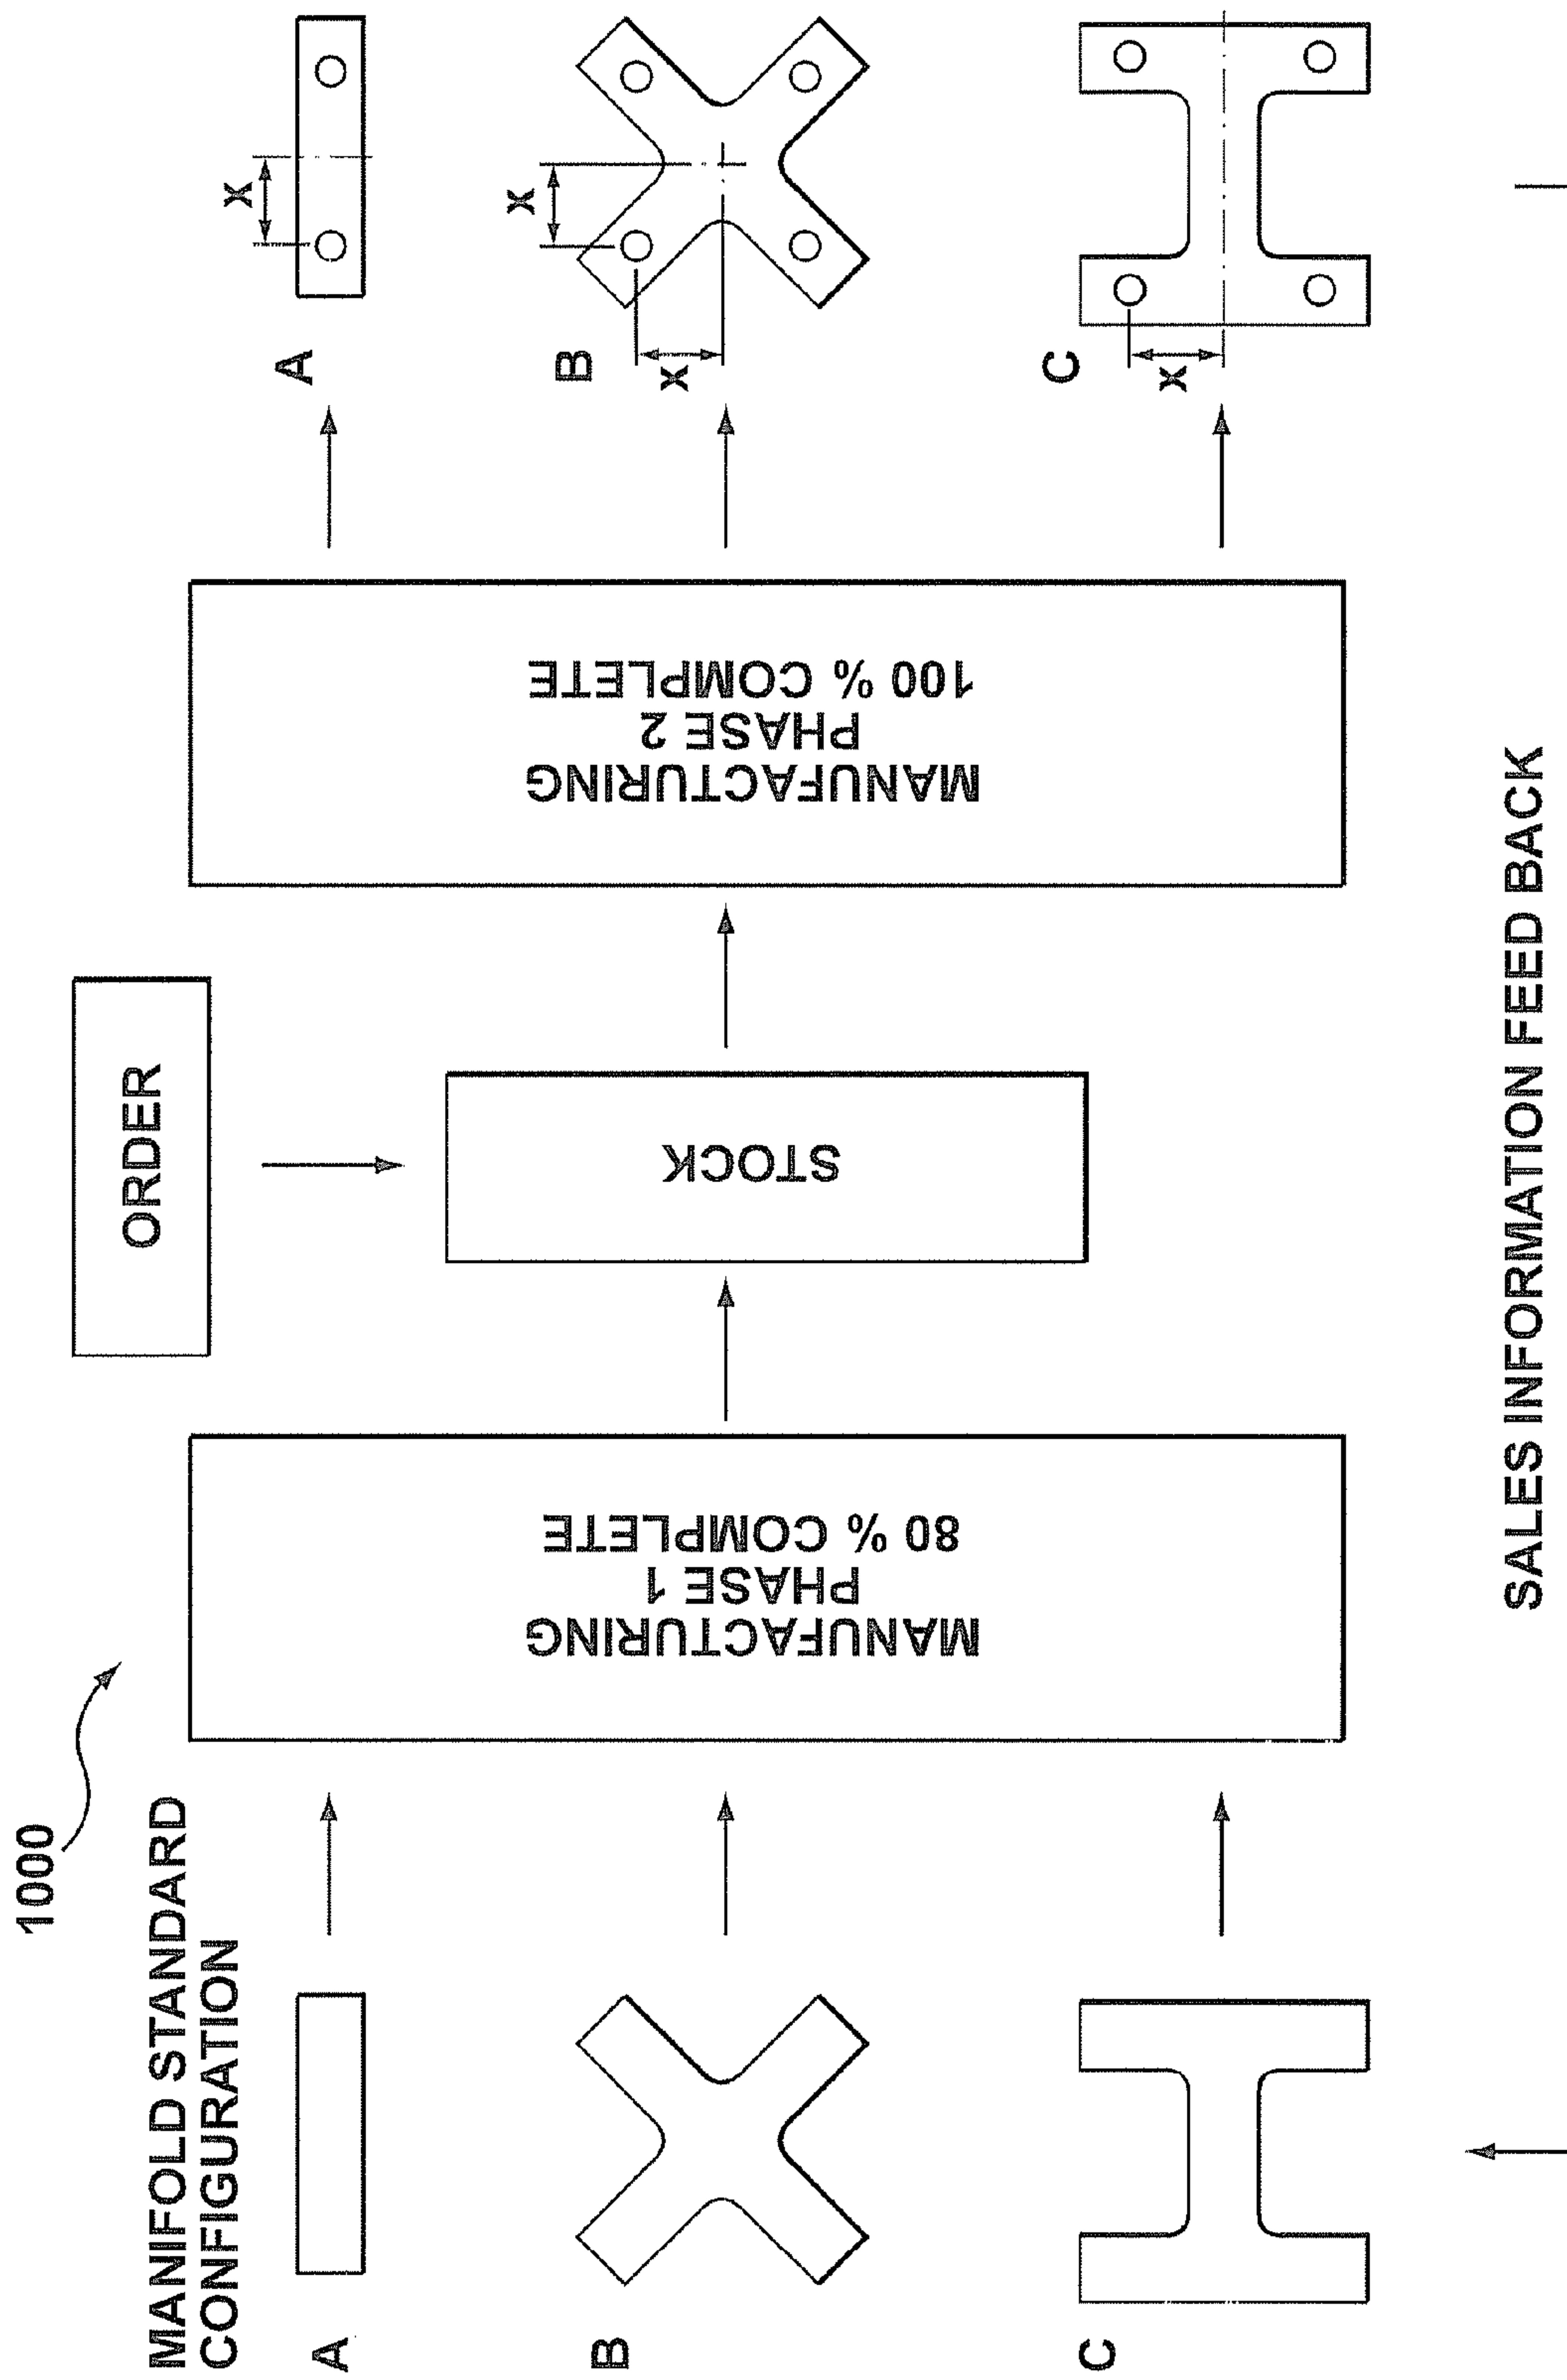 1000
MANIFOLD STANDARD
CONFIGURATION
A
B
C
MANUFACTURING
PHASE 1
80 % COMPLETE
ORDER
STOCK
MANUFACTURING
PHASE 2
100 % COMPLETE
A
X
B
X
X
C
X
SALES INFORMATION FEED BACK